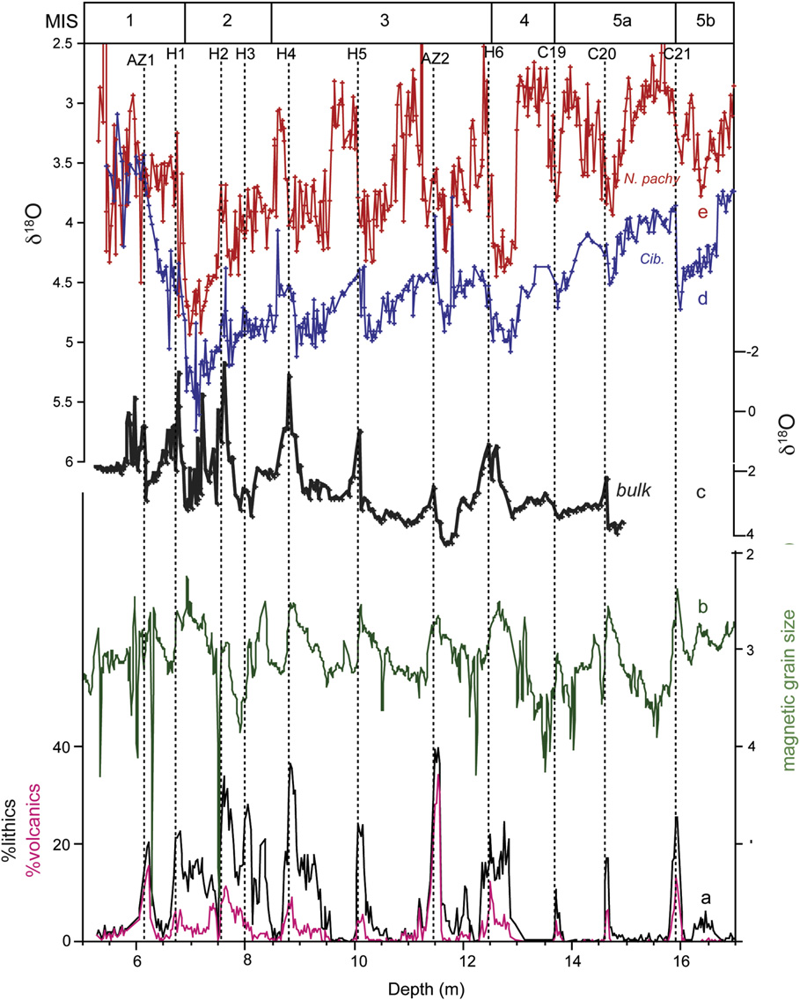 MIS 1 2 3 4 5a 5b
AZ1 H1 H2 H3 H4 H5 AZ2 H6 C19 C20 C21
2.5
3
3.5
4
4.5
5
5.5
6
δ18O
N. pachy
e
Cib.
d
-2
0
2
4
δ18O
bulk
c
2
3
4
)
magnetic grain size
b
40
20
0
%lithics
%volcanics
a
6 8 10 12 14 16
Depth (m)